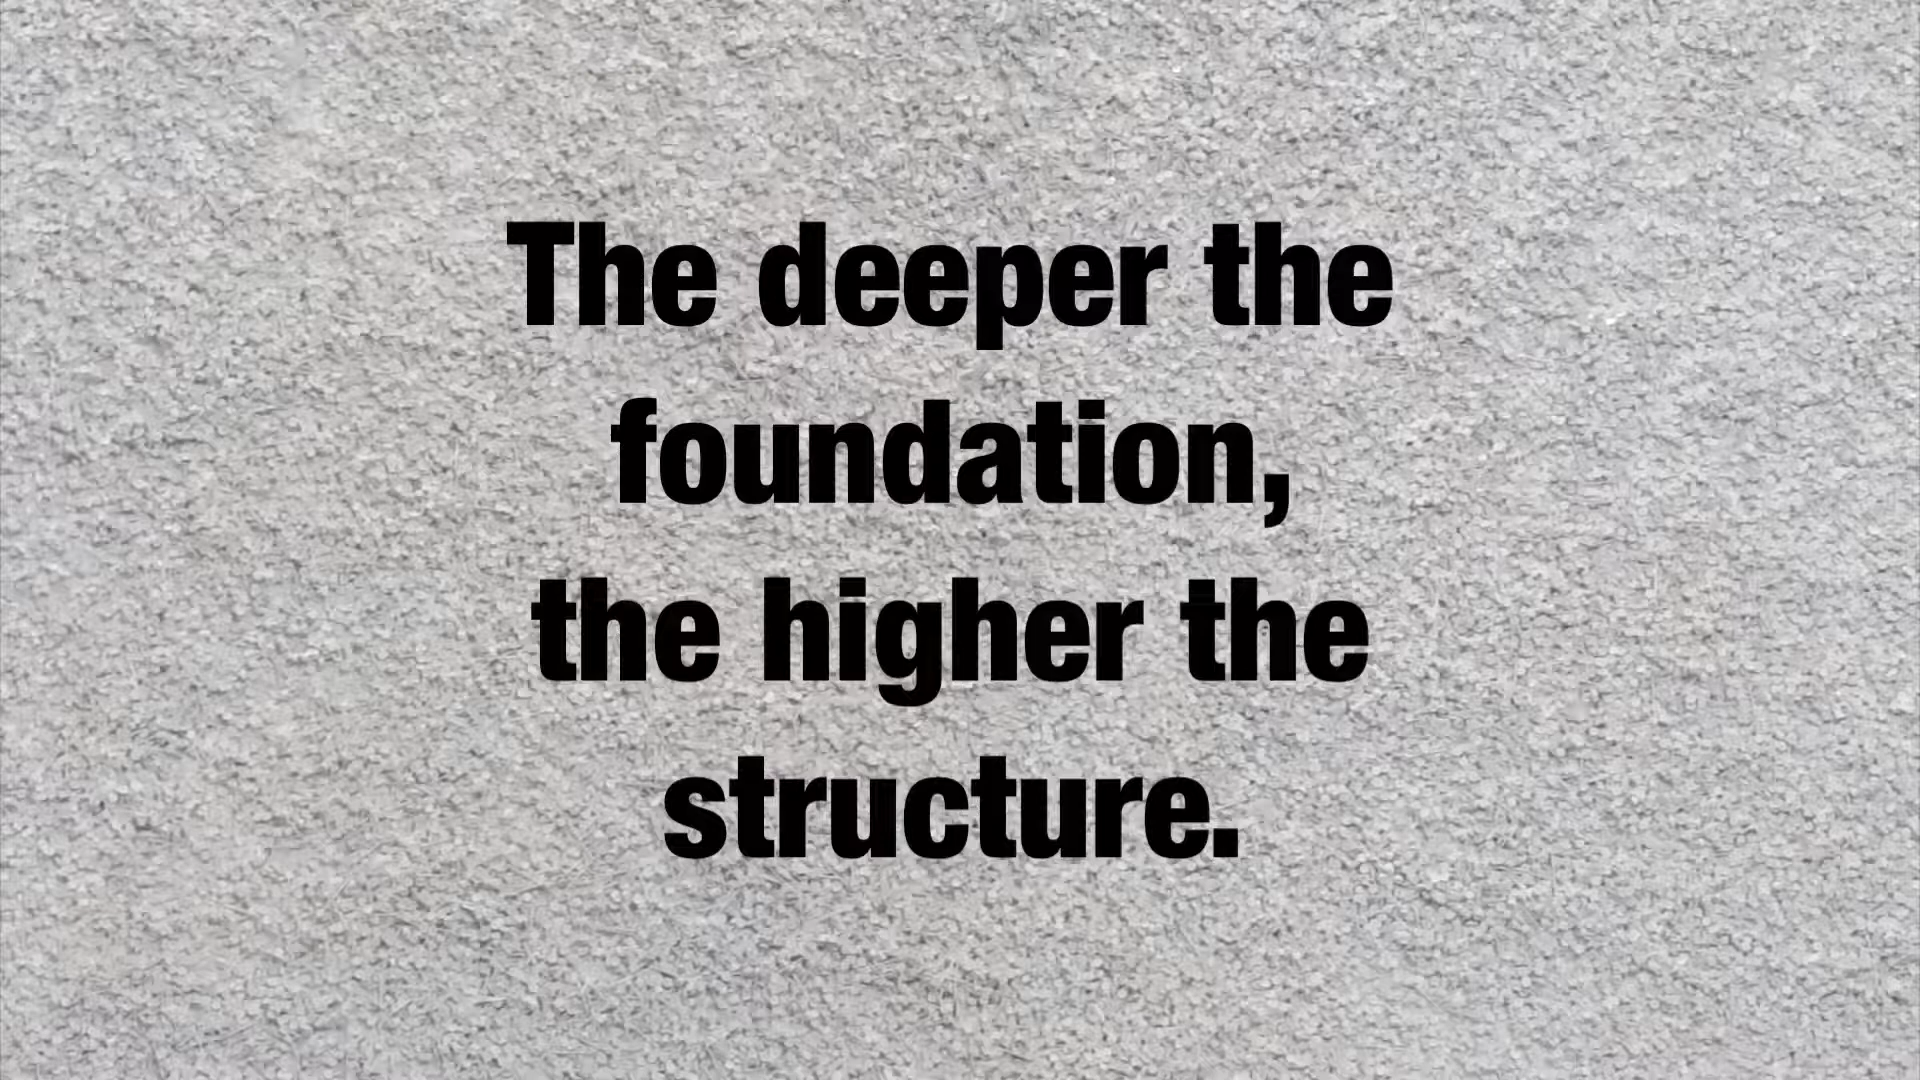 The deeper the
foundation,
the higher the
structure.